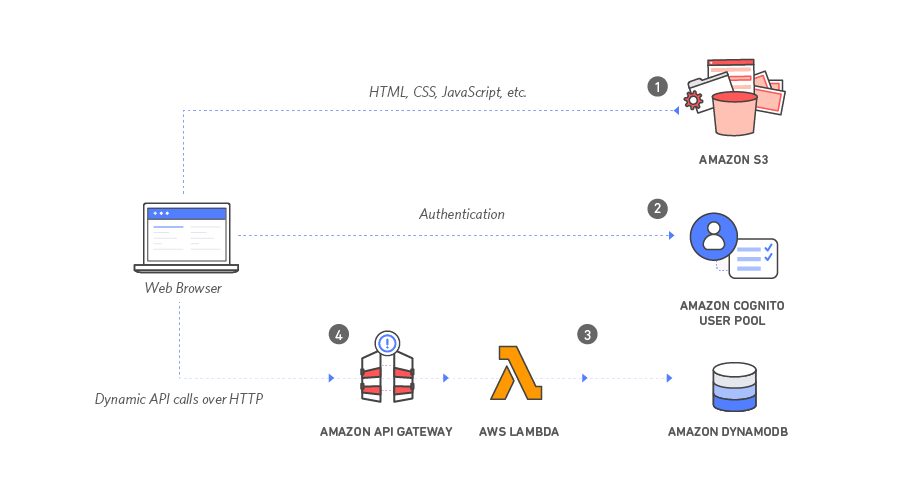 HTML, CSS, JavaScript, etc.
1
AMAZON S3
Authentication
2
Web Browser
AMAZON COGNITO
USER POOL
4
3
Dynamic API calls over HTTP
AMAZON API GATEWAY
AWS LAMBDA
AMAZON DYNAMODB